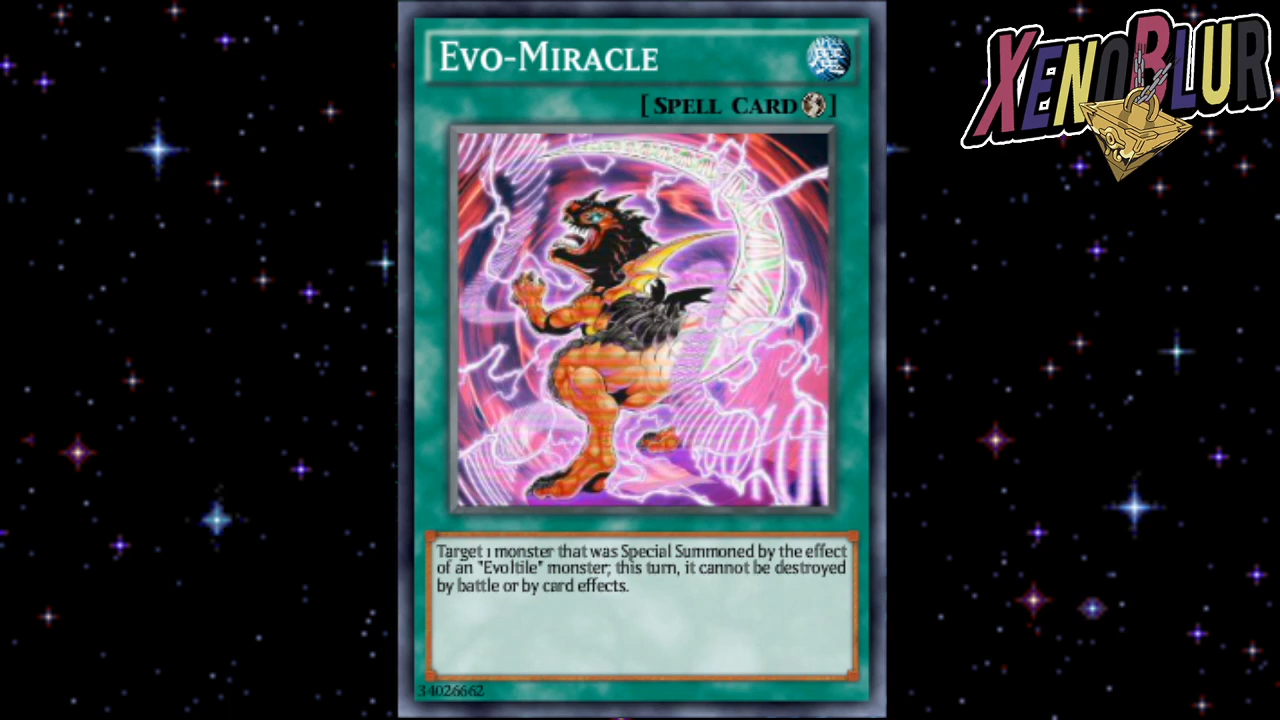 XENOBLUR
EVO-MIRACLE
[SPELL CARD]
Target 1 monster that was Special Summoned by the effect
of an "Evoltile" monster; this turn, it cannot be destroyed
by battle or by card effects.
34026662